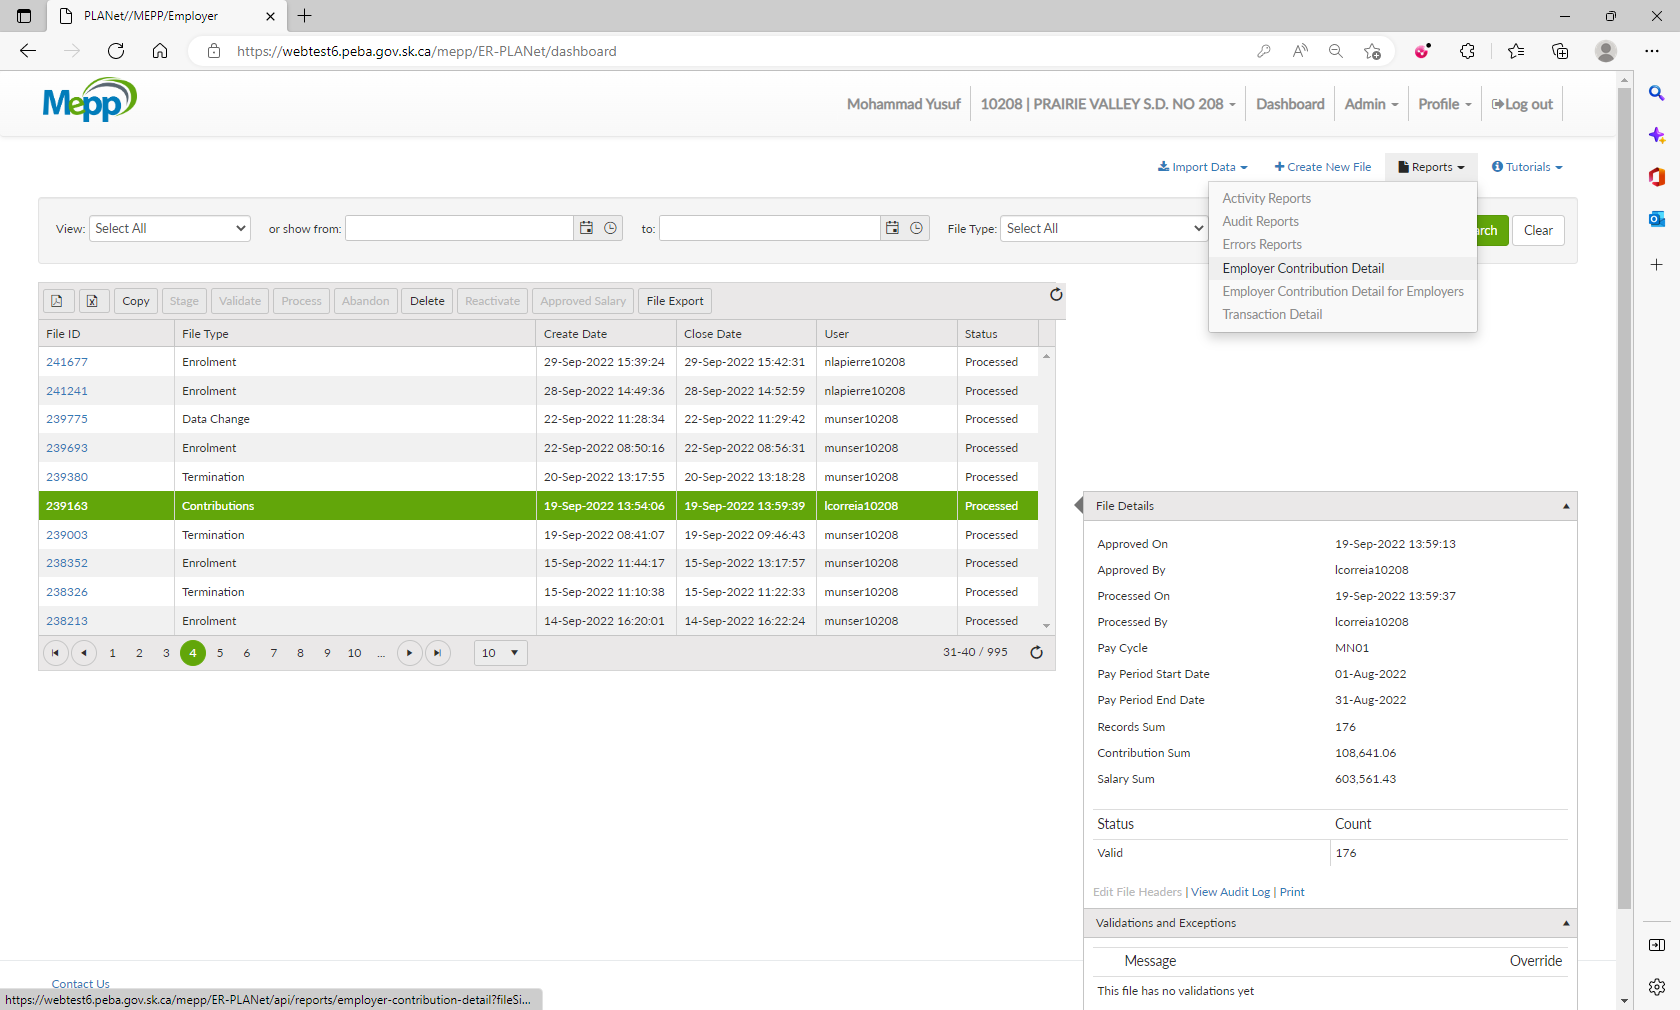 PLANet//MEPP/Employer
https://webtest6.peba.gov.sk.ca/mepp/ER-PLANet/dashboard
Mepp
Mohammad Yusuf
10208 | PRAIRIE VALLEY S.D. NO 208
Dashboard
Admin
Profile
Log out
Import Data
Create New File
Reports
Tutorials
Activity Reports
Audit Reports
Errors Reports
Employer Contribution Detail
Employer Contribution Detail for Employers
Transaction Detail
View: Select All or show from: to: File Type: Select All rch Clear
Copy Stage Validate Process Abandon Delete Reactivate Approved Salary File Export
File ID File Type Create Date Close Date User Status
241677 Enrolment 29-Sep-2022 15:39:24 29-Sep-2022 15:42:31 nlapierre10208 Processed
241241 Enrolment 28-Sep-2022 14:49:36 28-Sep-2022 14:52:59 nlapierre10208 Processed
239775 Data Change 22-Sep-2022 11:28:34 22-Sep-2022 11:29:42 munser10208 Processed
239693 Enrolment 22-Sep-2022 08:50:16 22-Sep-2022 08:56:31 munser10208 Processed
239380 Termination 20-Sep-2022 13:17:55 20-Sep-2022 13:18:28 munser10208 Processed
239163 Contributions 19-Sep-2022 13:54:06 19-Sep-2022 13:59:39 lcorreia10208 Processed
239003 Termination 19-Sep-2022 08:41:07 19-Sep-2022 09:46:43 munser10208 Processed
238352 Enrolment 15-Sep-2022 11:44:17 15-Sep-2022 13:17:57 munser10208 Processed
238326 Termination 15-Sep-2022 11:10:38 15-Sep-2022 11:22:33 munser10208 Processed
238213 Enrolment 14-Sep-2022 16:20:01 14-Sep-2022 16:22:24 munser10208 Processed
1 2 3 4 5 6 7 8 9 10 ... 10 31-40 / 995
File Details
Approved On 19-Sep-2022 13:59:13
Approved By lcorreia10208
Processed On 19-Sep-2022 13:59:37
Processed By lcorreia10208
Pay Cycle MN01
Pay Period Start Date 01-Aug-2022
Pay Period End Date 31-Aug-2022
Records Sum 176
Contribution Sum 108,641.06
Salary Sum 603,561.43
Status Count
Valid 176
Edit File Headers | View Audit Log | Print
Validations and Exceptions
Message Override
This file has no validations yet
Contact Us
https://webtest6.peba.gov.sk.ca/mepp/ER-PLANet/api/reports/employer-contribution-detail?fileSi...